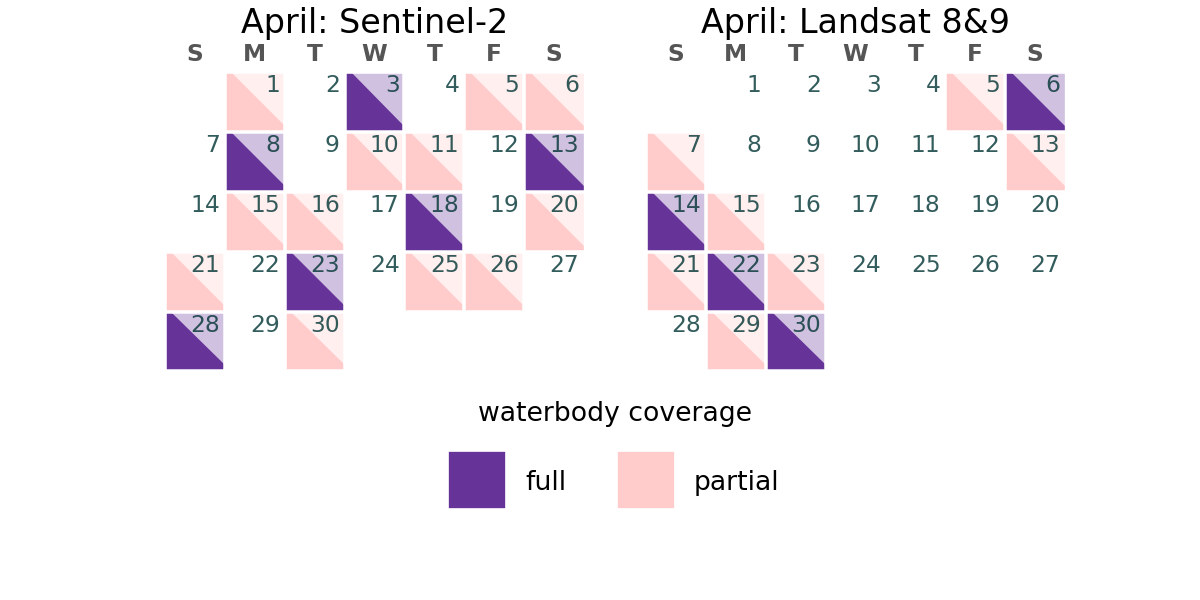 April: Sentinel-2
S M T W T F S
1 2 3 4 5 6
7 8 9 10 11 12 13
14 15 16 17 18 19 20
21 22 23 24 25 26 27
28 29 30
April: Landsat 8&9
S M T W T F S
1 2 3 4 5 6
7 8 9 10 11 12 13
14 15 16 17 18 19 20
21 22 23 24 25 26 27
28 29 30
waterbody coverage
full partial